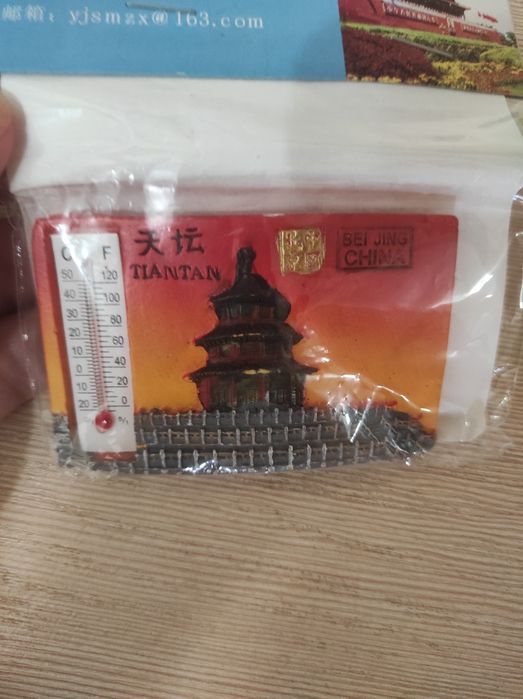 邮箱：yjsmzx@163.com
天坛
TIANTAN
BEI JING
CHINA
C F
50 120
40 100
30 80
20 60
10 40
0 20
10 0
20